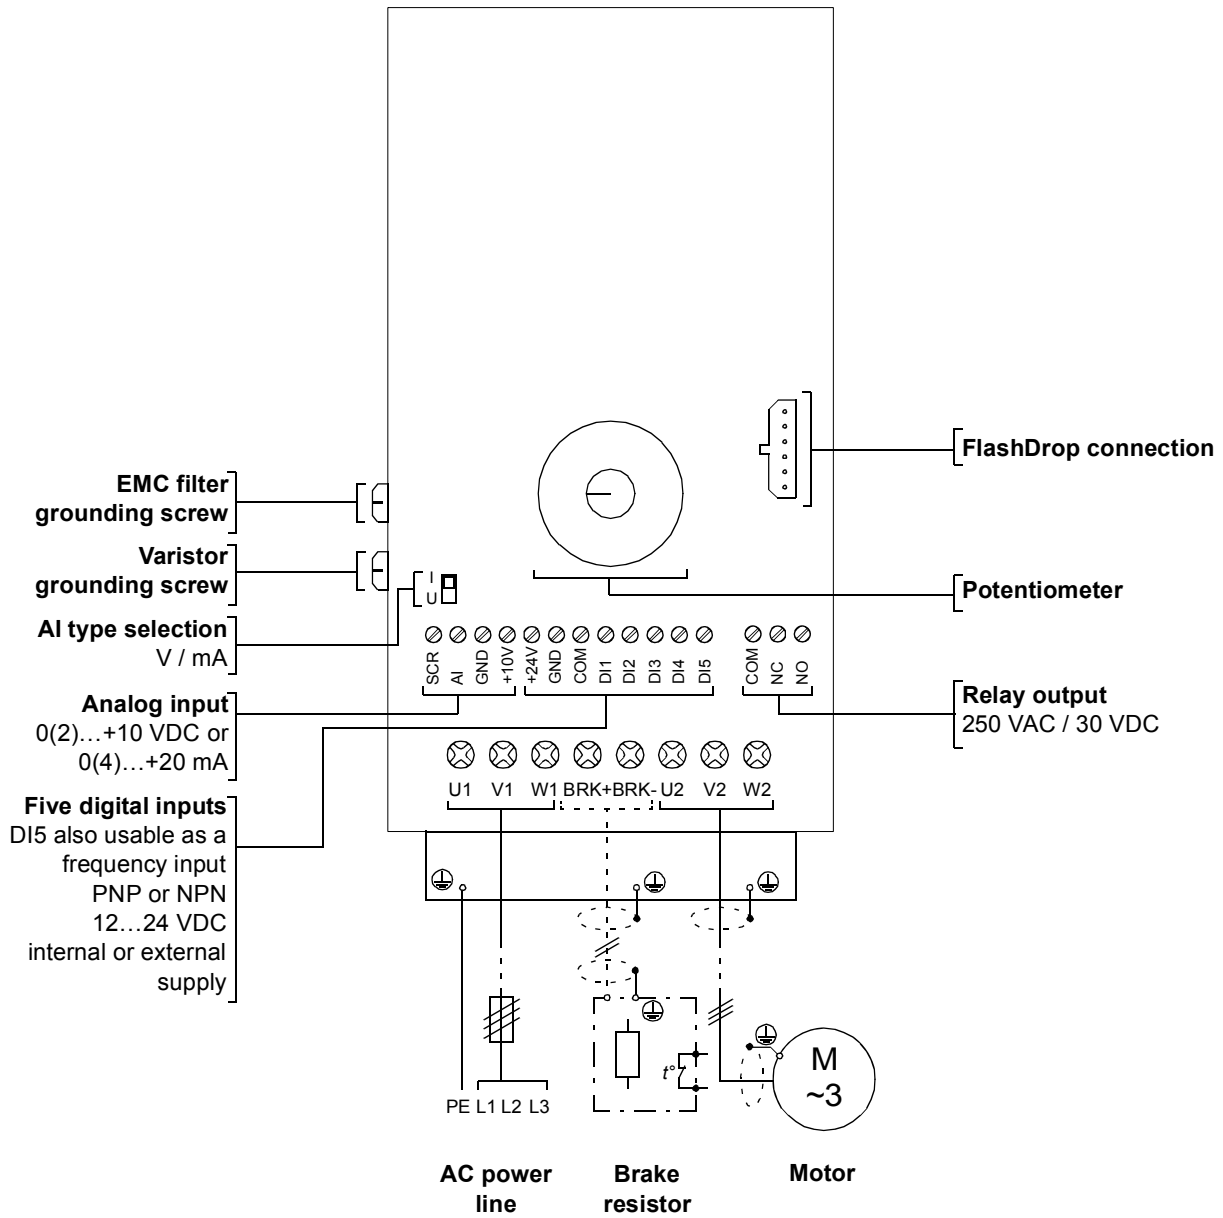 FlashDrop connection
EMC filter
grounding screw
Varistor
grounding screw
I
U
Potentiometer
AI type selection
V / mA
SCR
AI
GND
+10V
+24V
GND
COM
DI1
DI2
DI3
DI4
DI5
COM
NC
NO
Analog input
0(2)…+10 VDC or
0(4)…+20 mA
Relay output
250 VAC / 30 VDC
U1 V1 W1 BRK+ BRK- U2 V2 W2
Five digital inputs
DI5 also usable as a
frequency input
PNP or NPN
12…24 VDC
internal or external
supply
t°
M
~3
PE L1 L2 L3
AC power
line
Brake
resistor
Motor